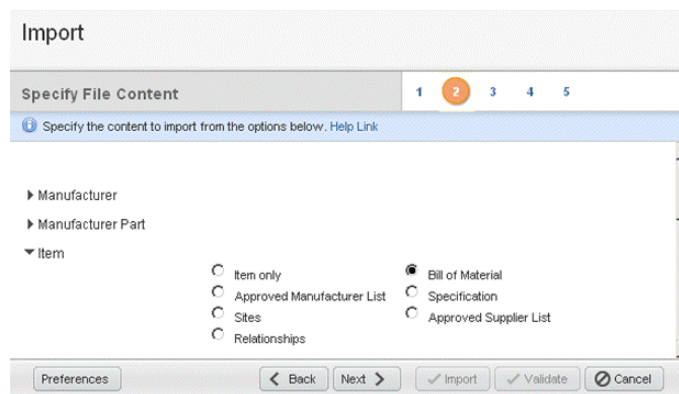 Import
Specify File Content
1 2 3 4 5
Specify the content to import from the options below. Help Link
Manufacturer
Manufacturer Part
Item
Item only Bill of Material
Approved Manufacturer List Specification
Sites Approved Supplier List
Relationships
Preferences Back Next Import Validate Cancel